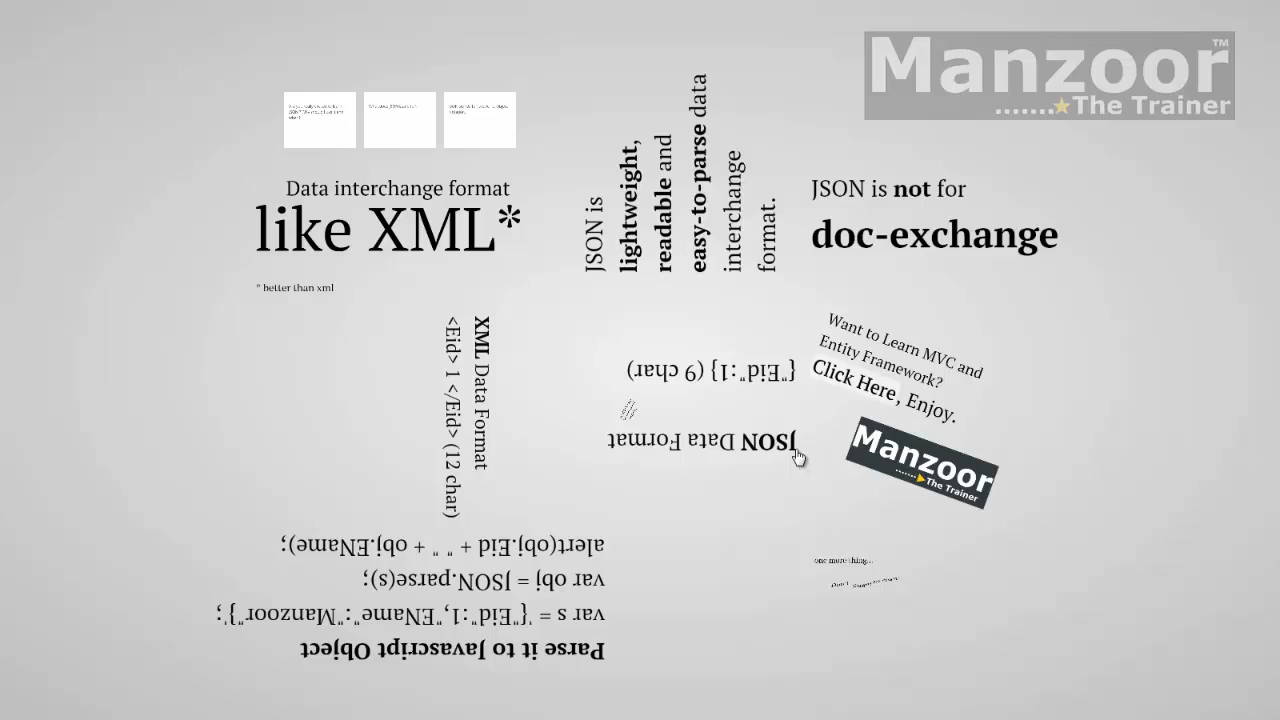 Manzoor™
.......★The Trainer
Data interchange format
like XML*
* better than xml
JSON is
lightweight,
readable and
easy-to-parse data
interchange
format.
JSON is not for
doc-exchange
XML Data Format
<Eid> 1 </Eid> (12 char)
JSON Data Format
{"Eid":1} (9 char)
Want to Learn MVC and
Entity Framework?
Click Here, Enjoy.
Manzoor
.......The Trainer
Parse it to Javascript Object
var s = '{"Eid":1,"EName":"Manzoor"}';
var obj = JSON.parse(s);
alert(obj.Eid + " " + obj.EName);
one more thing...